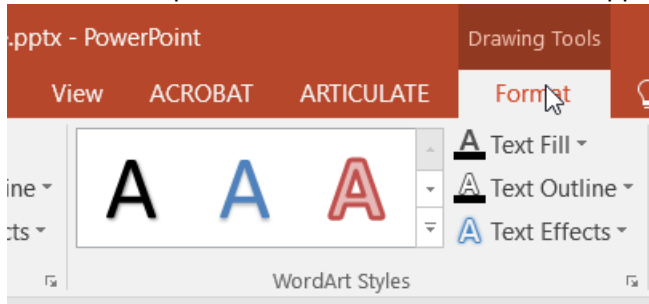 .pptx - PowerPoint
Drawing Tools
View ACROBAT ARTICULATE Format
A A A
A Text Fill
ine
A Text Outline
cts
A Text Effects
WordArt Styles